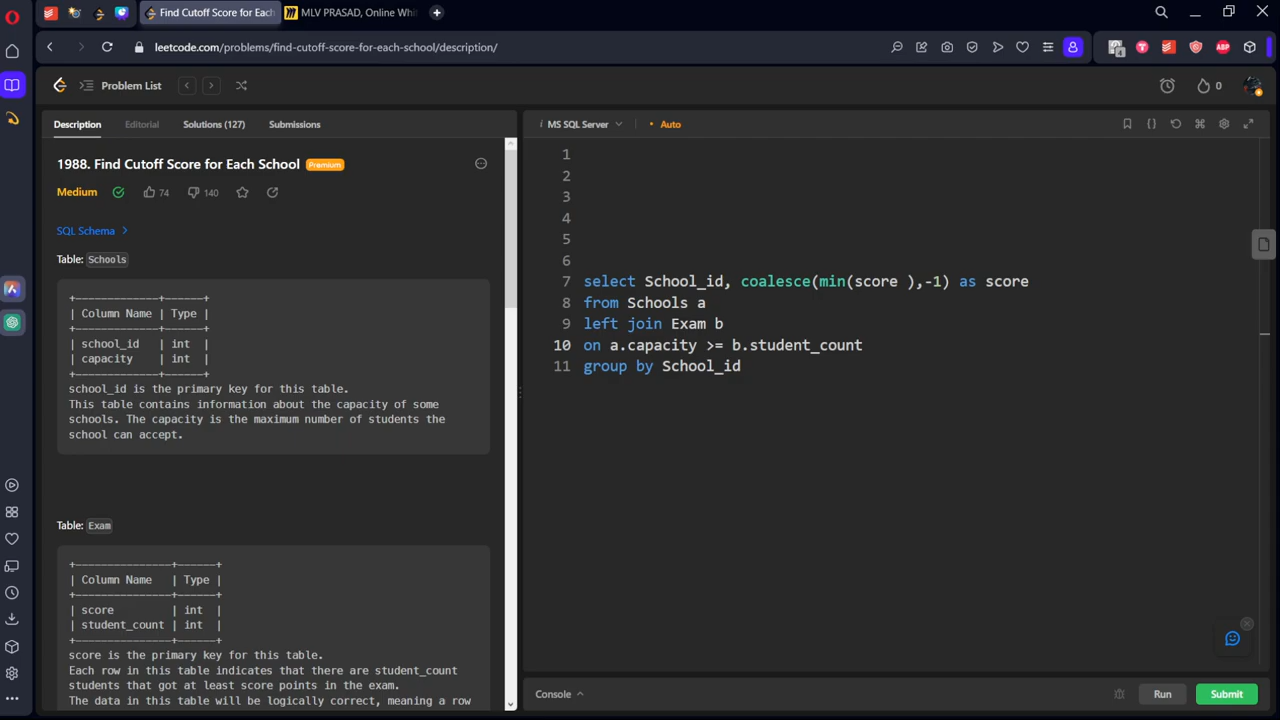 Find Cutoff Score for Each
MLV PRASAD, Online Whi
leetcode.com/problems/find-cutoff-score-for-each-school/description/
4
ABP
Problem List
0
Description
Editorial
Solutions (127)
Submissions
i MS SQL Server
• Auto
1988. Find Cutoff Score for Each School
Premium
Medium
74
140
SQL Schema >
Table: Schools
+-------------+------+
| Column Name | Type |
+-------------+------+
| school_id | int |
| capacity | int |
+-------------+------+
school_id is the primary key for this table.
This table contains information about the capacity of some
schools. The capacity is the maximum number of students the
school can accept.
Table: Exam
+---------------+------+
| Column Name | Type |
+---------------+------+
| score | int |
| student_count | int |
+---------------+------+
score is the primary key for this table.
Each row in this table indicates that there are student_count
students that got at least score points in the exam.
The data in this table will be logically correct, meaning a row
1
2
3
4
5
6
7 select School_id, coalesce(min(score ),-1) as score
8 from Schools a
9 left join Exam b
10 on a.capacity >= b.student_count
11 group by School_id
Console
Run
Submit